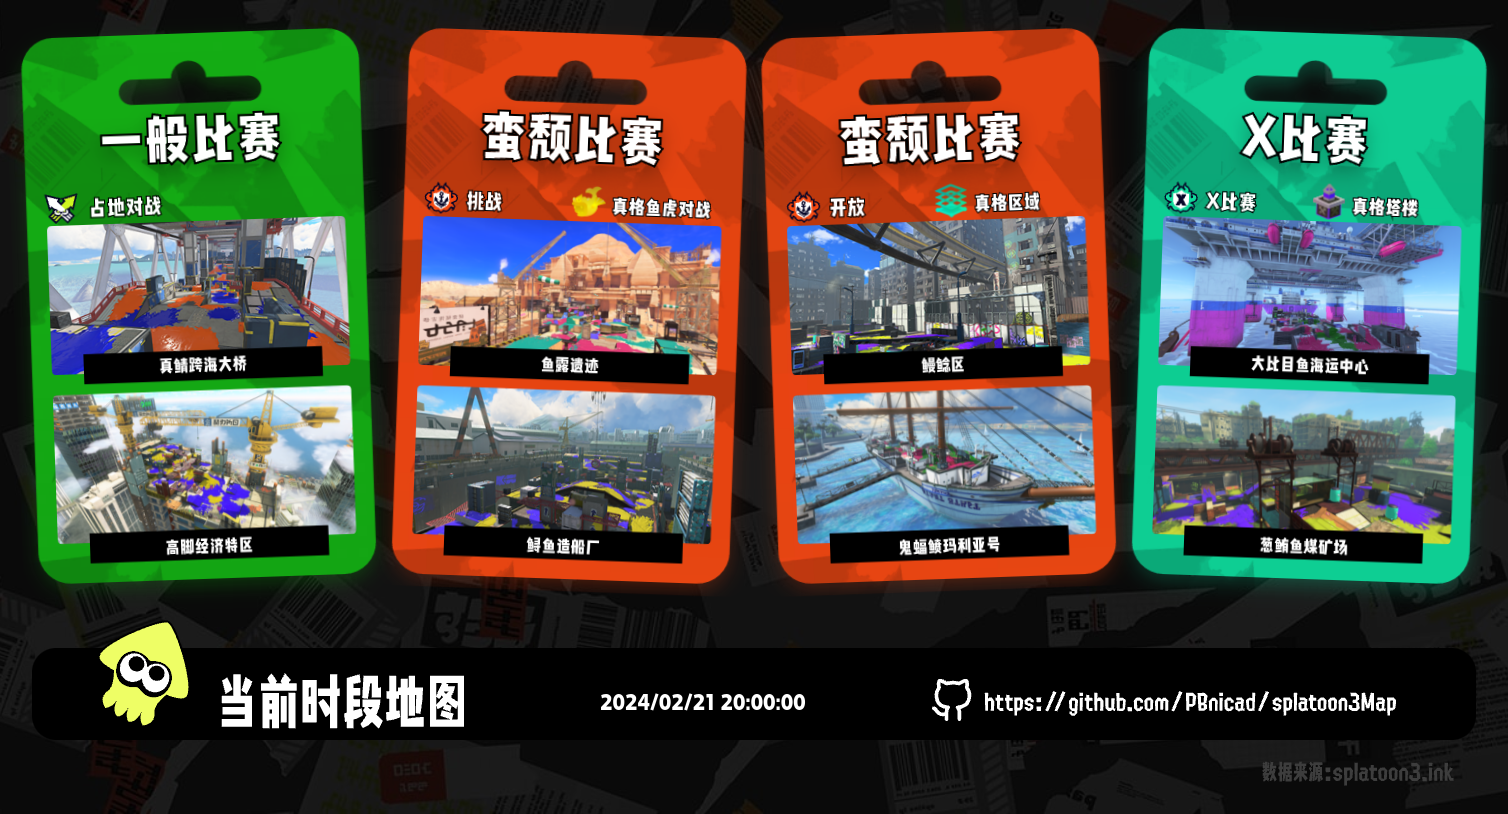 一般比赛
占地对战
真鲭跨海大桥
高脚经济特区
蛮颓比赛
挑战
真格鱼虎对战
鱼露遗迹
鲟鱼造船厂
蛮颓比赛
开放
真格区域
鳗鲶区
鬼蝠鲼玛利亚号
X比赛
X比赛
真格塔楼
大比目鱼海运中心
葱鲔鱼煤矿场
当前时段地图
2024/02/21 20:00:00
https://github.com/PBnicad/splatoon3Map
数据来源:splatoon3.ink